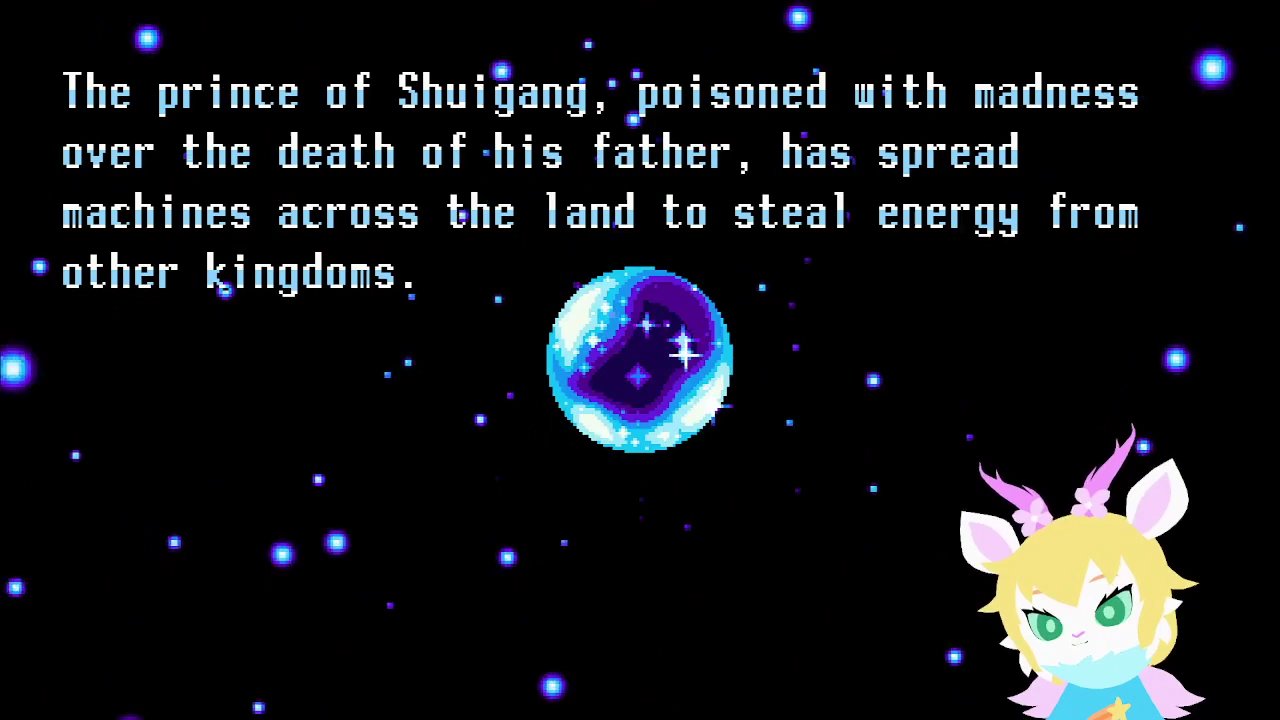 The prince of Shuigang, poisoned with madness
over the death of his father, has spread
machines across the land to steal energy from
other kingdoms.